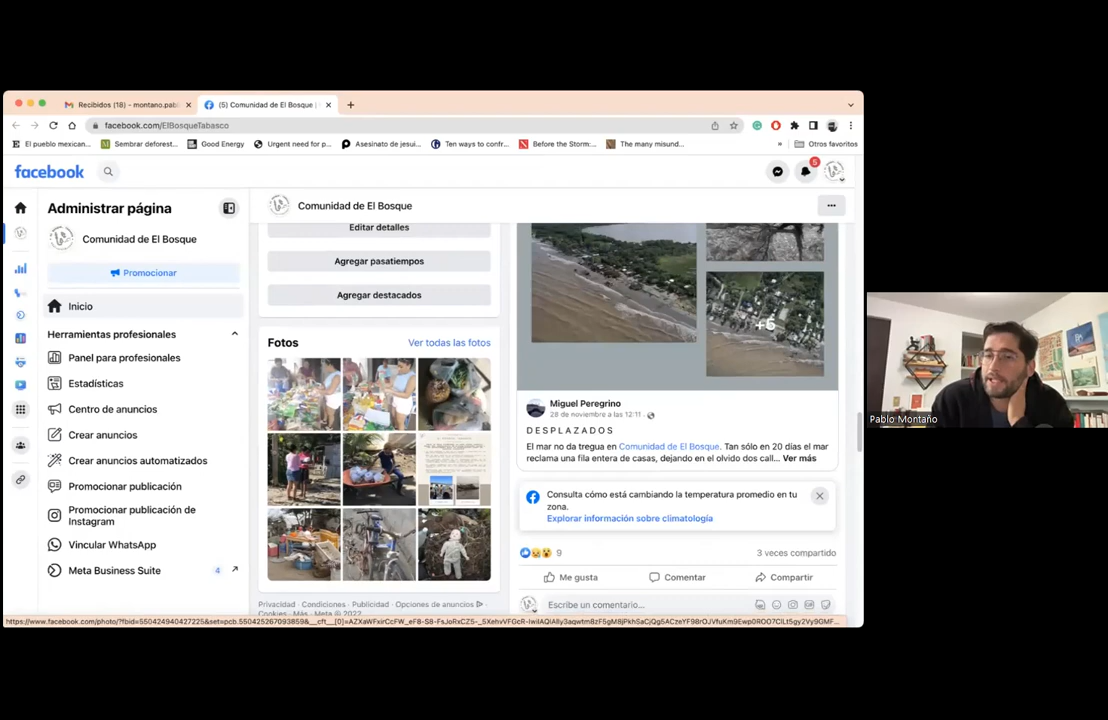 Recibidos (18) - montano.pabl
(5) Comunidad de El Bosque |
facebook.com/ElBosqueTabasco
El pueblo mexican...
Sembrar deforest...
Good Energy
Urgent need for p...
Asesinato de jesui...
Ten ways to confr...
Before the Storm:...
The many misund...
»
Otros favoritos
facebook
5
Administrar página
Comunidad de El Bosque
Promocionar
Inicio
Herramientas profesionales
Panel para profesionales
Estadísticas
Centro de anuncios
Crear anuncios
Crear anuncios automatizados
Promocionar publicación
Promocionar publicación de
Instagram
Vincular WhatsApp
Meta Business Suite
4
Comunidad de El Bosque
...
Editar detalles
Agregar pasatiempos
Agregar destacados
Fotos
Ver todas las fotos
Privacidad · Condiciones · Publicidad · Opciones de anuncios
Cookies · Más · Meta © 2022
+6
Miguel Peregrino
28 de noviembre a las 12:11 ·
D E S P L A Z A D O S
El mar no da tregua en Comunidad de El Bosque. Tan sólo en 20 días el mar
reclama una fila entera de casas, dejando en el olvido dos call... Ver más
Consulta cómo está cambiando la temperatura promedio en tu
zona.
Explorar información sobre climatología
9
3 veces compartido
Me gusta
Comentar
Compartir
Escribe un comentario...
Pablo Montaño